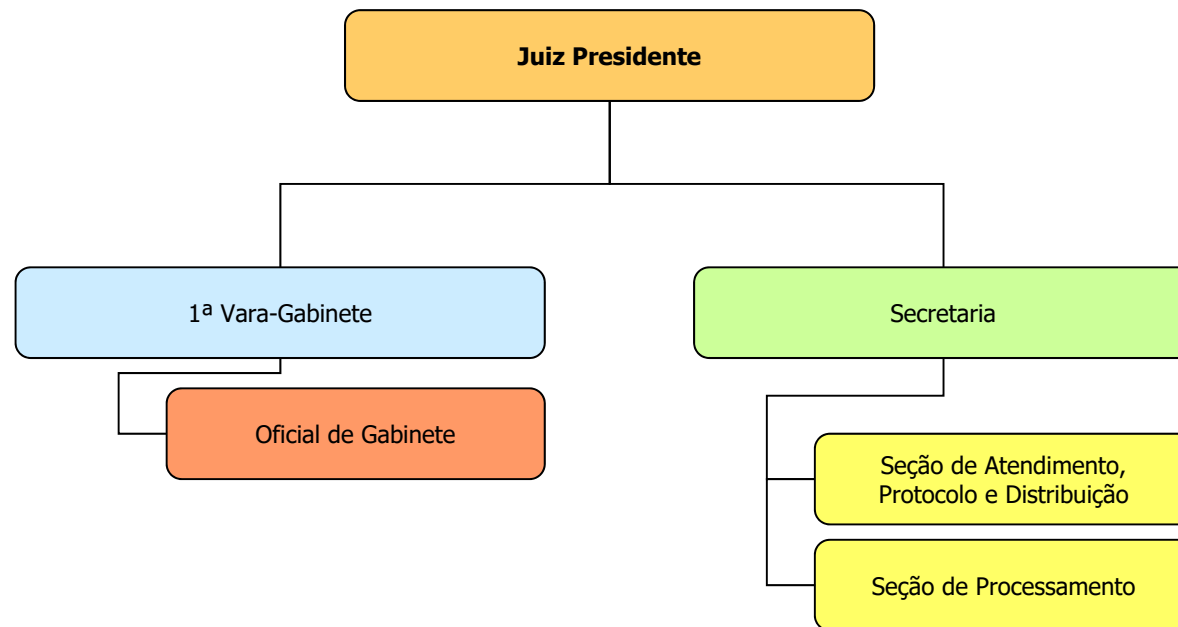 Juiz Presidente
1ª Vara-Gabinete
Secretaria
Oficial de Gabinete
Seção de Atendimento,
Protocolo e Distribuição
Seção de Processamento